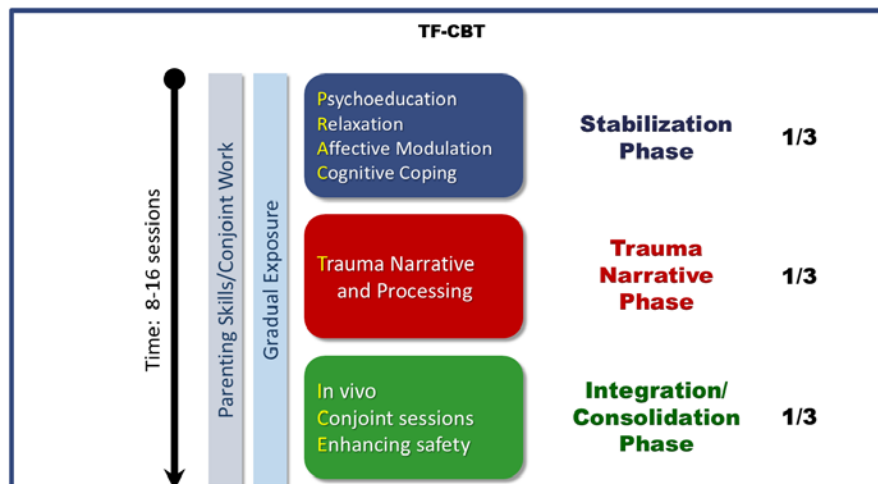 TF-CBT
Time: 8-16 sessions
Parenting Skills/Conjoint Work
Gradual Exposure
Psychoeducation
Relaxation
Affective Modulation
Cognitive Coping
Stabilization
Phase
1/3
Trauma Narrative
and Processing
Trauma
Narrative
Phase
1/3
In vivo
Conjoint sessions
Enhancing safety
Integration/
Consolidation
Phase
1/3